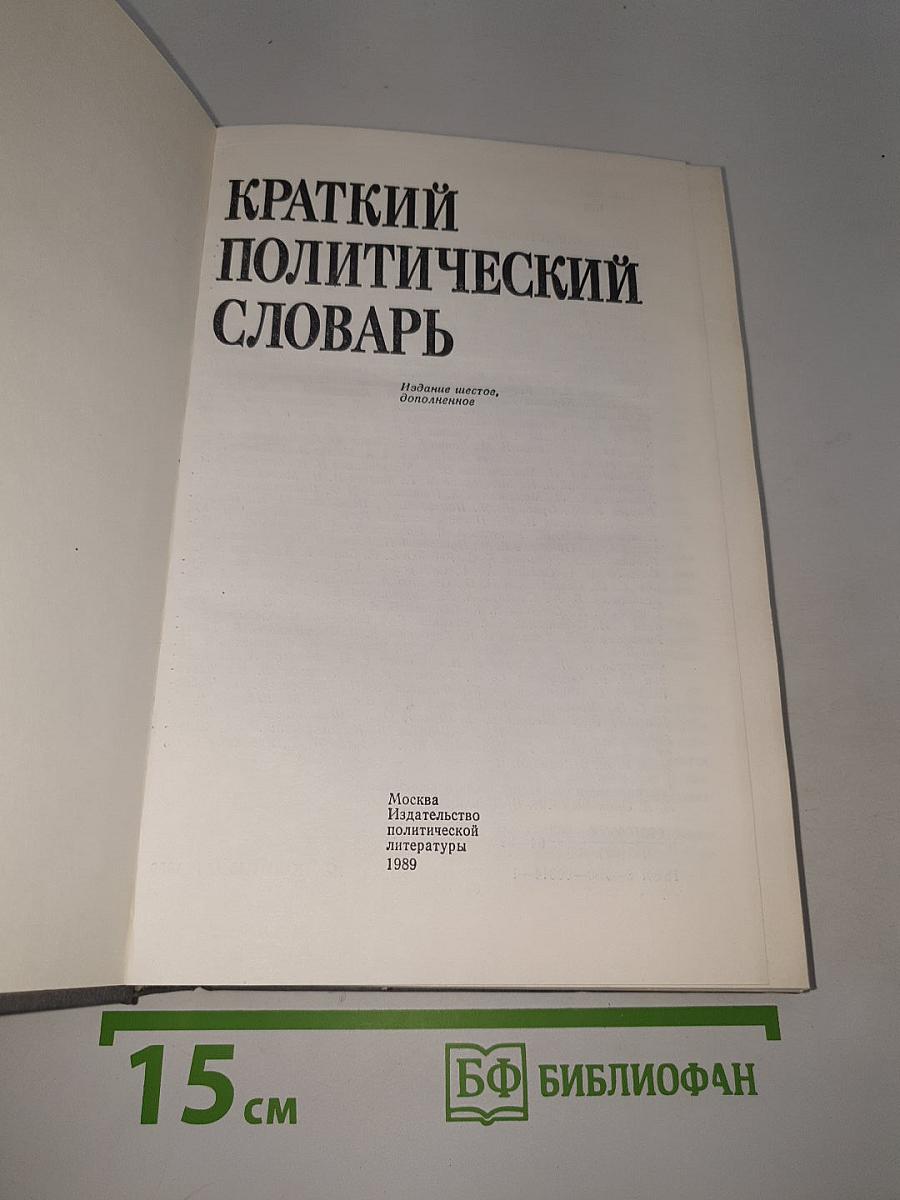 КРАТКИЙ
ПОЛИТИЧЕСКИЙ
СЛОВАРЬ
Издание шестое,
дополненное
Москва
Издательство
политической
литературы
1989
15 см
БФ БИБЛИОФАН